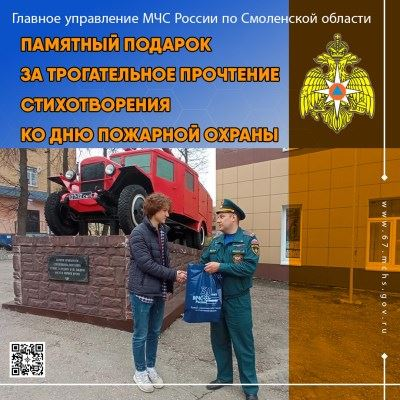 Главное управление МЧС России по Смоленской области
ПАМЯТНЫЙ ПОДАРОК
ЗА ТРОГАТЕЛЬНОЕ ПРОЧТЕНИЕ
СТИХОТВОРЕНИЯ
КО ДНЮ ПОЖАРНОЙ ОХРАНЫ
www.67.mchs.gov.ru
МЧС